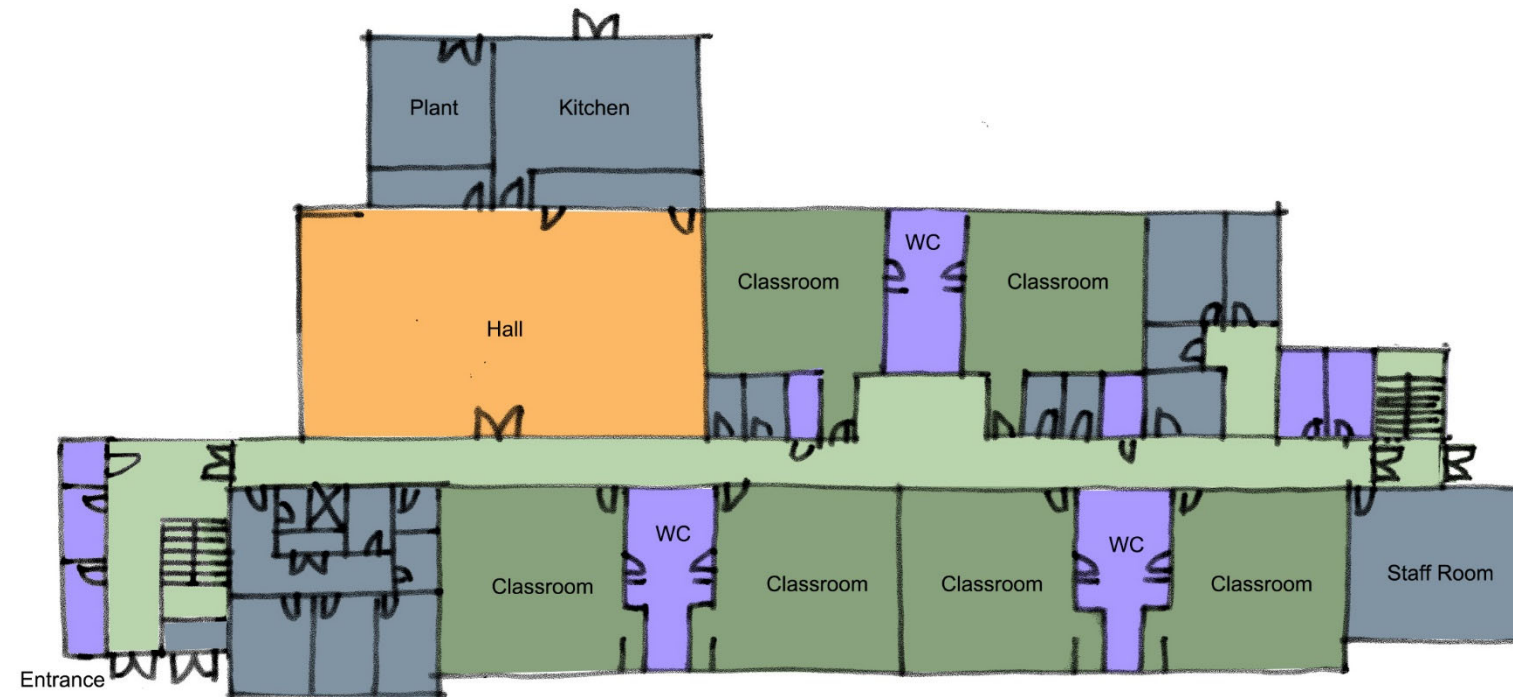 Plant
Kitchen
WC
Classroom
Classroom
Hall
WC
WC
Classroom
Classroom
Classroom
Classroom
Staff Room
Entrance